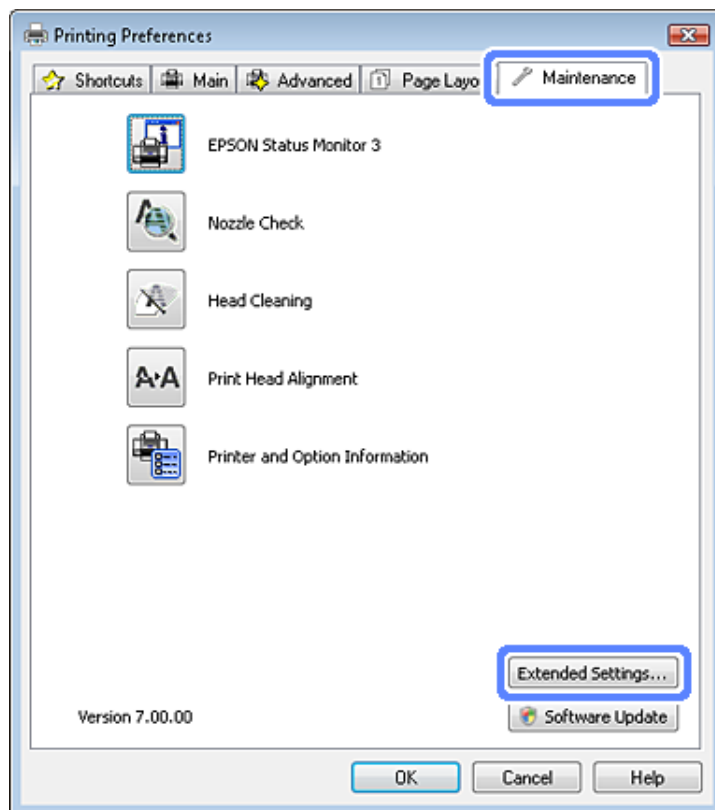 Printing Preferences
Shortcuts Main Advanced 1 Page Layo Maintenance
EPSON Status Monitor 3
Nozzle Check
Head Cleaning
A A Print Head Alignment
Printer and Option Information
Extended Settings...
Version 7.00.00 Software Update
OK Cancel Help